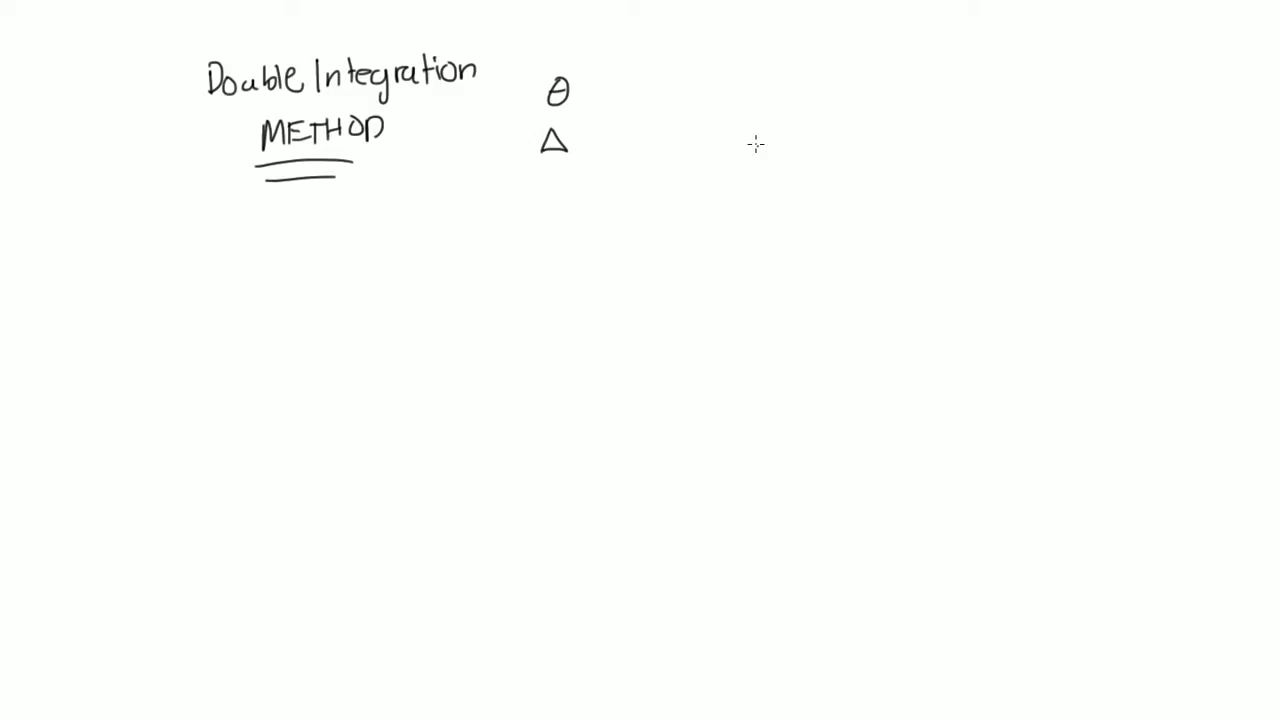 Double Integration
METHOD
θ
Δ